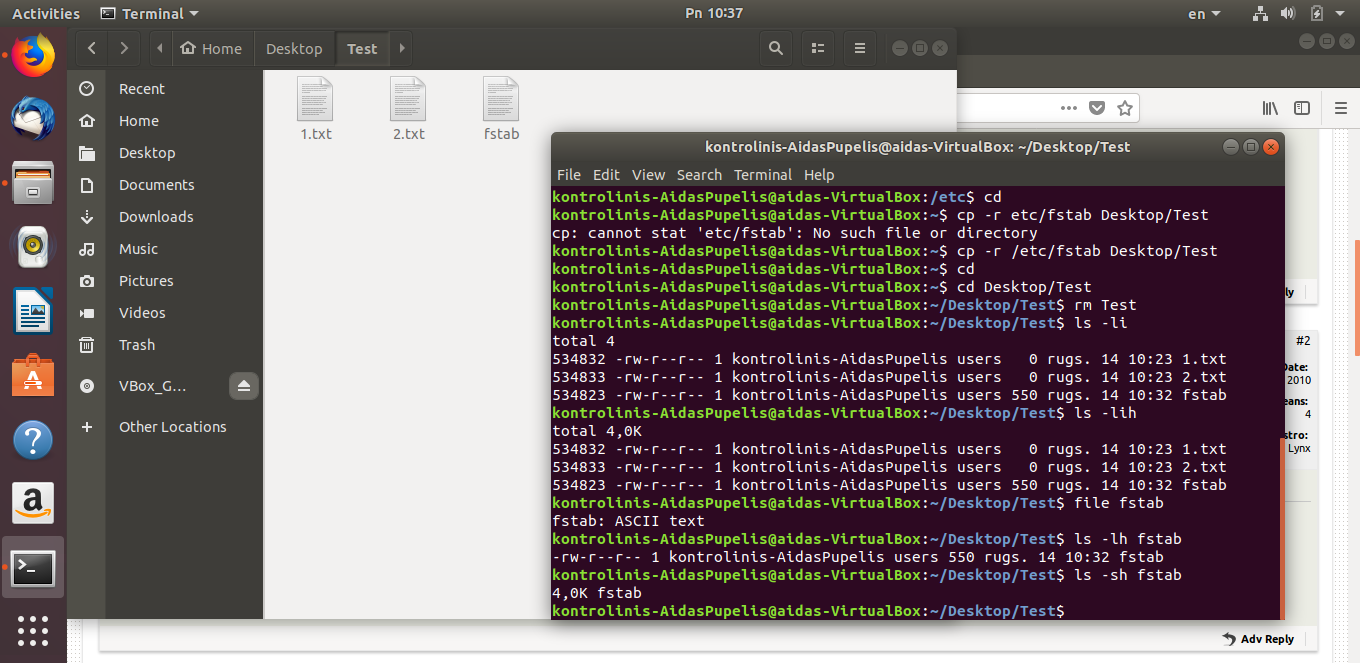 Activities Terminal Pn 10:37 en
Home Desktop Test
Recent
Home
Desktop
Documents
Downloads
Music
Pictures
Videos
Trash
VBox_G…
Other Locations
1.txt 2.txt fstab
kontrolinis-AidasPupelis@aidas-VirtualBox: ~/Desktop/Test
File Edit View Search Terminal Help
kontrolinis-AidasPupelis@aidas-VirtualBox:/etc$ cd
kontrolinis-AidasPupelis@aidas-VirtualBox:~$ cp -r etc/fstab Desktop/Test
cp: cannot stat 'etc/fstab': No such file or directory
kontrolinis-AidasPupelis@aidas-VirtualBox:~$ cp -r /etc/fstab Desktop/Test
kontrolinis-AidasPupelis@aidas-VirtualBox:~$ cd
kontrolinis-AidasPupelis@aidas-VirtualBox:~$ cd Desktop/Test
kontrolinis-AidasPupelis@aidas-VirtualBox:~/Desktop/Test$ rm Test
kontrolinis-AidasPupelis@aidas-VirtualBox:~/Desktop/Test$ ls -li
total 4
534832 -rw-r--r-- 1 kontrolinis-AidasPupelis users   0 rugs. 14 10:23 1.txt
534833 -rw-r--r-- 1 kontrolinis-AidasPupelis users   0 rugs. 14 10:23 2.txt
534823 -rw-r--r-- 1 kontrolinis-AidasPupelis users 550 rugs. 14 10:32 fstab
kontrolinis-AidasPupelis@aidas-VirtualBox:~/Desktop/Test$ ls -lih
total 4,0K
534832 -rw-r--r-- 1 kontrolinis-AidasPupelis users   0 rugs. 14 10:23 1.txt
534833 -rw-r--r-- 1 kontrolinis-AidasPupelis users   0 rugs. 14 10:23 2.txt
534823 -rw-r--r-- 1 kontrolinis-AidasPupelis users 550 rugs. 14 10:32 fstab
kontrolinis-AidasPupelis@aidas-VirtualBox:~/Desktop/Test$ file fstab
fstab: ASCII text
kontrolinis-AidasPupelis@aidas-VirtualBox:~/Desktop/Test$ ls -lh fstab
-rw-r--r-- 1 kontrolinis-AidasPupelis users 550 rugs. 14 10:32 fstab
kontrolinis-AidasPupelis@aidas-VirtualBox:~/Desktop/Test$ ls -sh fstab
4,0K fstab
kontrolinis-AidasPupelis@aidas-VirtualBox:~/Desktop/Test$
#2
2010
4
Lynx
Adv Reply